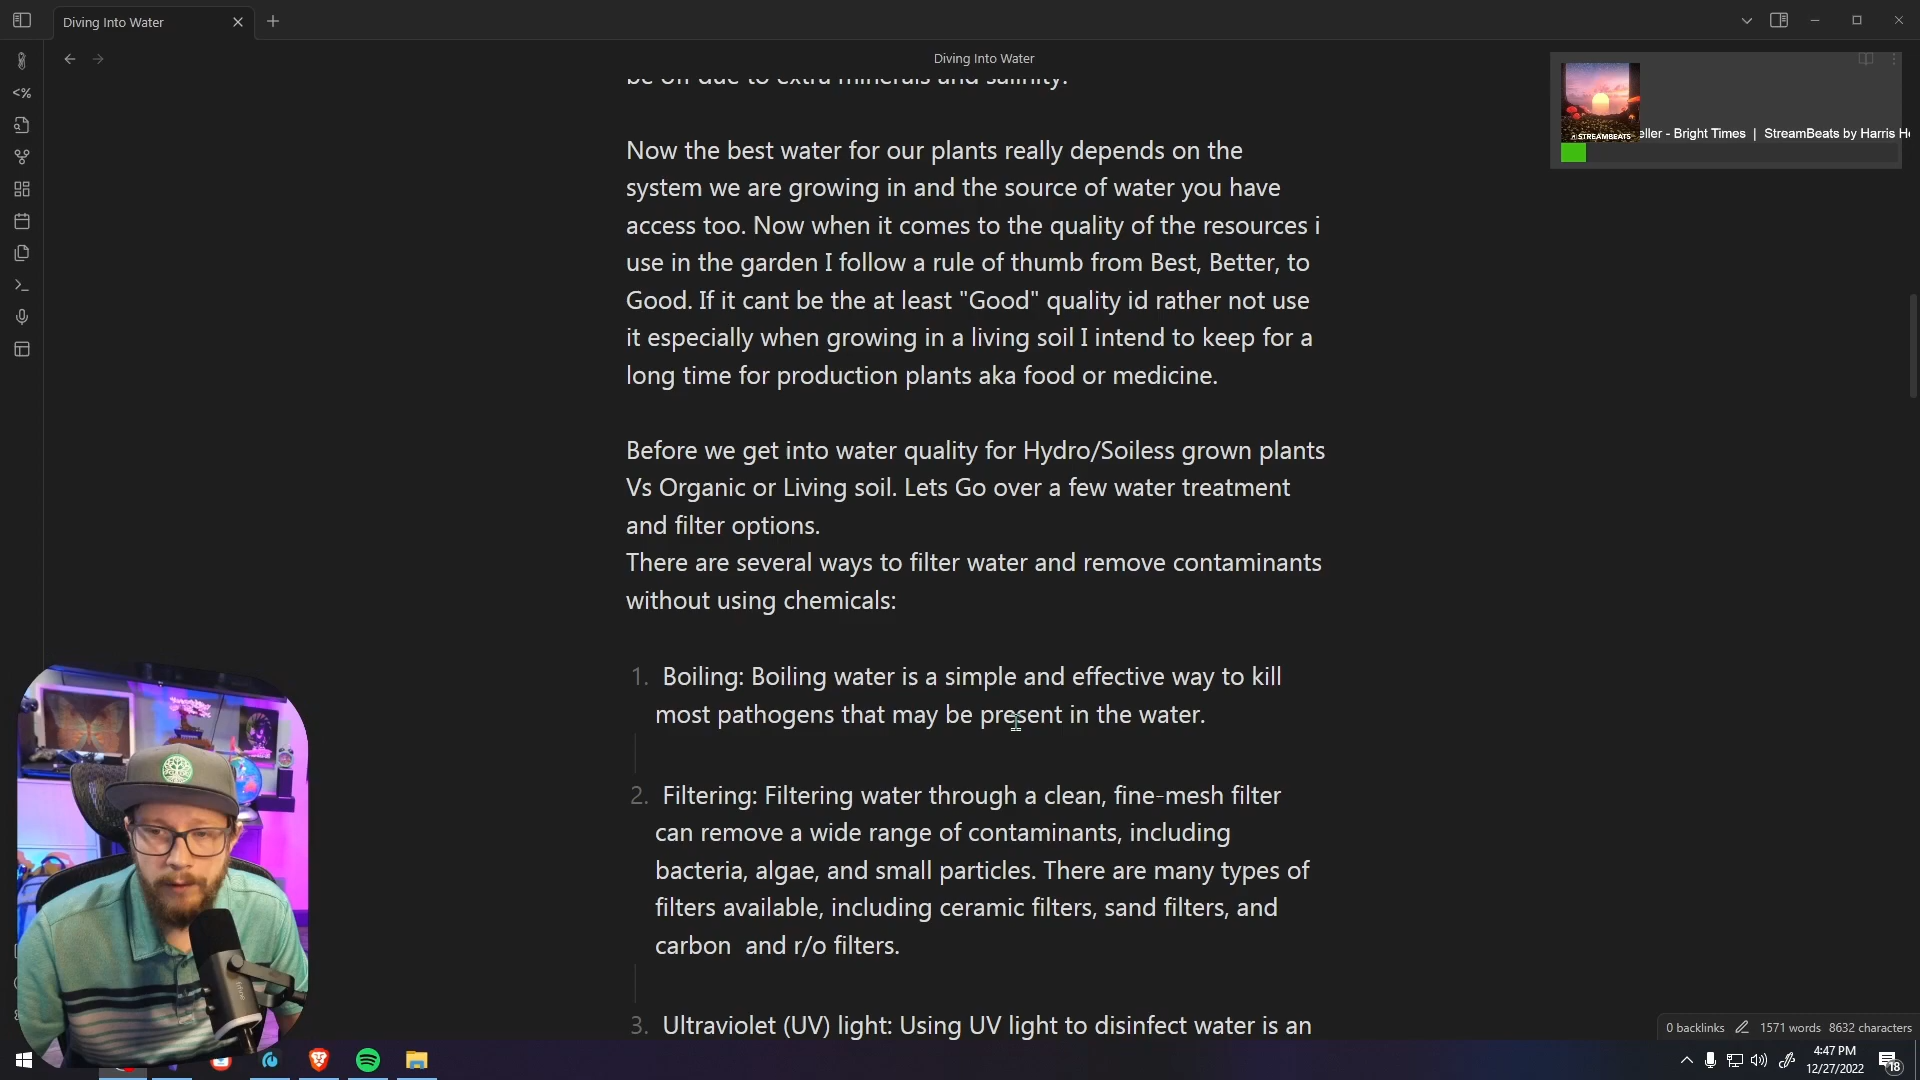 Diving Into Water
Diving Into Water
be off due to extra minerals and salinity.
STREAMBEATS
eller - Bright Times | StreamBeats by Harris H
Now the best water for our plants really depends on the
system we are growing in and the source of water you have
access too. Now when it comes to the quality of the resources i
use in the garden I follow a rule of thumb from Best, Better, to
Good. If it cant be the at least "Good" quality id rather not use
it especially when growing in a living soil I intend to keep for a
long time for production plants aka food or medicine.
Before we get into water quality for Hydro/Soiless grown plants
Vs Organic or Living soil. Lets Go over a few water treatment
and filter options.
There are several ways to filter water and remove contaminants
without using chemicals:
1. Boiling: Boiling water is a simple and effective way to kill
most pathogens that may be present in the water.
2. Filtering: Filtering water through a clean, fine-mesh filter
can remove a wide range of contaminants, including
bacteria, algae, and small particles. There are many types of
filters available, including ceramic filters, sand filters, and
carbon  and r/o filters.
3. Ultraviolet (UV) light: Using UV light to disinfect water is an
0 backlinks 1571 words 8632 characters
4:47 PM
12/27/2022
18